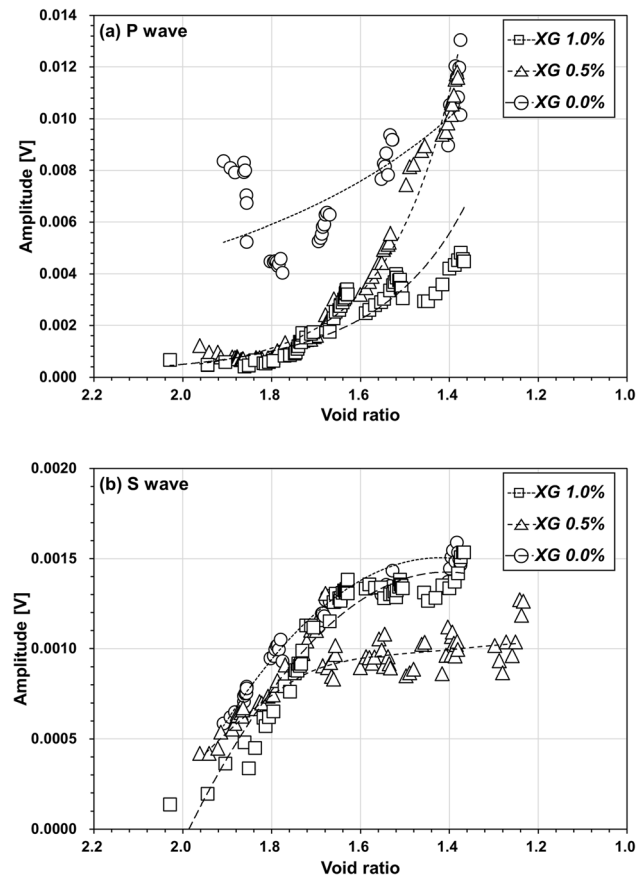 (a) P wave
XG 1.0%
XG 0.5%
XG 0.0%
0.014
0.012
0.010
0.008
0.006
0.004
0.002
0.000
Amplitude [V]
2.2 2.0 1.8 1.6 1.4 1.2 1.0
Void ratio
(b) S wave
XG 1.0%
XG 0.5%
XG 0.0%
0.0020
0.0015
0.0010
0.0005
0.0000
Amplitude [V]
2.2 2.0 1.8 1.6 1.4 1.2 1.0
Void ratio